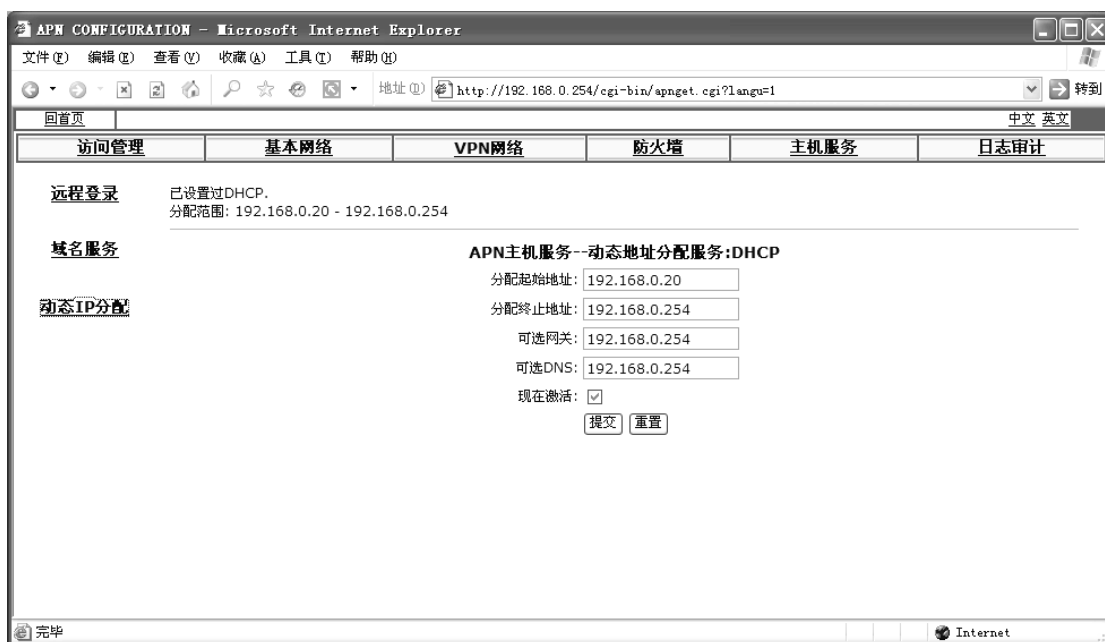 APN CONFIGURATION - Microsoft Internet Explorer
文件(F) 编辑(E) 查看(V) 收藏(A) 工具(T) 帮助(H)
地址(D) http://192.168.0.254/cgi-bin/apnget.cgi?langu=1 转到
回首页 中文 英文
访问管理 基本网络 VPN网络 防火墙 主机服务 日志审计
远程登录
域名服务
动态IP分配
已设置过DHCP.
分配范围: 192.168.0.20 - 192.168.0.254
APN主机服务--动态地址分配服务:DHCP
分配起始地址: 192.168.0.20
分配终止地址: 192.168.0.254
可选网关: 192.168.0.254
可选DNS: 192.168.0.254
现在激活:
提交 重置
完毕 Internet